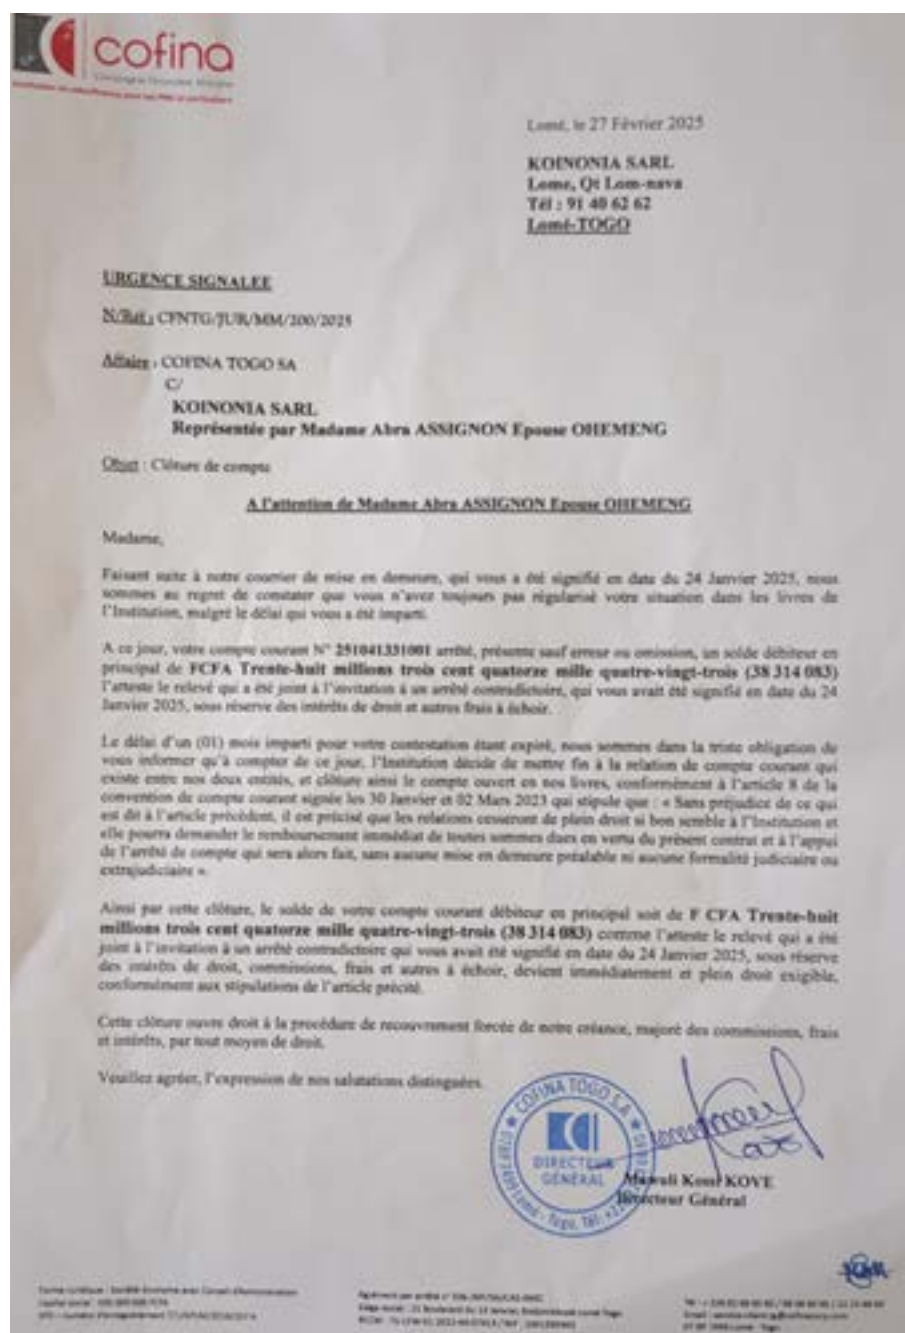 cofina
Compagnie Financière Africaine
Lomé, le 27 Février 2025
KOINONIA SARL
Lome, Qt Lom-nava
Tél : 91 40 62 62
Lomé-TOGO
URGENCE SIGNALEE
N/Réf : CFNTG/JUR/MM/200/2025
Affaire : COFINA TOGO SA
C/
KOINONIA SARL
Représentée par Madame Abra ASSIGNON Epouse OHEMENG
Objet : Clôture de compte
A l'attention de Madame Abra ASSIGNON Epouse OHEMENG
Madame,
Faisant suite à notre courrier de mise en demeure, qui vous a été signifié en date du 24 Janvier 2025, nous
sommes au regret de constater que vous n'avez toujours pas régularisé votre situation dans les livres de
l'Institution, malgré le délai qui vous a été imparti.
A ce jour, votre compte courant N° 251041331001 arrêté, présente sauf erreur ou omission, un solde débiteur en
principal de FCFA Trente-huit millions trois cent quatorze mille quatre-vingt-trois (38 314 083)
l'atteste le relevé qui a été joint à l'invitation à un arrêté contradictoire, qui vous avait été signifié en date du 24
Janvier 2025, sous réserve des intérêts de droit et autres frais à échoir.
Le délai d'un (01) mois imparti pour votre contestation étant expiré, nous sommes dans la triste obligation de
vous informer qu'à compter de ce jour, l'Institution décide de mettre fin à la relation de compte courant qui
existe entre nos deux entités, et clôture ainsi le compte ouvert en nos livres, conformément à l'article 8 de la
convention de compte courant signée les 30 Janvier et 02 Mars 2023 qui stipule que : « Sans préjudice de ce qui
est dit à l'article précédent, il est précisé que les relations cesseront de plein droit si bon semble à l'Institution et
elle pourra demander le remboursement immédiat de toutes sommes dues en vertu du présent contrat et à l'appui
de l'arrêté de compte qui sera alors fait, sans aucune mise en demeure préalable ni aucune formalité judiciaire ou
extrajudiciaire ».
Ainsi par cette clôture, le solde de votre compte courant débiteur en principal soit de F CFA Trente-huit
millions trois cent quatorze mille quatre-vingt-trois (38 314 083) comme l'atteste le relevé qui a été
joint à l'invitation à un arrêté contradictoire qui vous avait été signifié en date du 24 Janvier 2025, sous réserve
des intérêts de droit, commissions, frais et autres à échoir, devient immédiatement et plein droit exigible,
conformément aux stipulations de l'article précité.
Cette clôture ouvre droit à la procédure de recouvrement forcée de notre créance, majoré des commissions, frais
et intérêts, par tout moyen de droit.
Veuillez agréer, l'expression de nos salutations distinguées.
COFINA TOGO S.A
DIRECTEUR
GÉNÉRAL
Lomé - Togo, Tél.
Mawuli Komi KOVE
Directeur Général